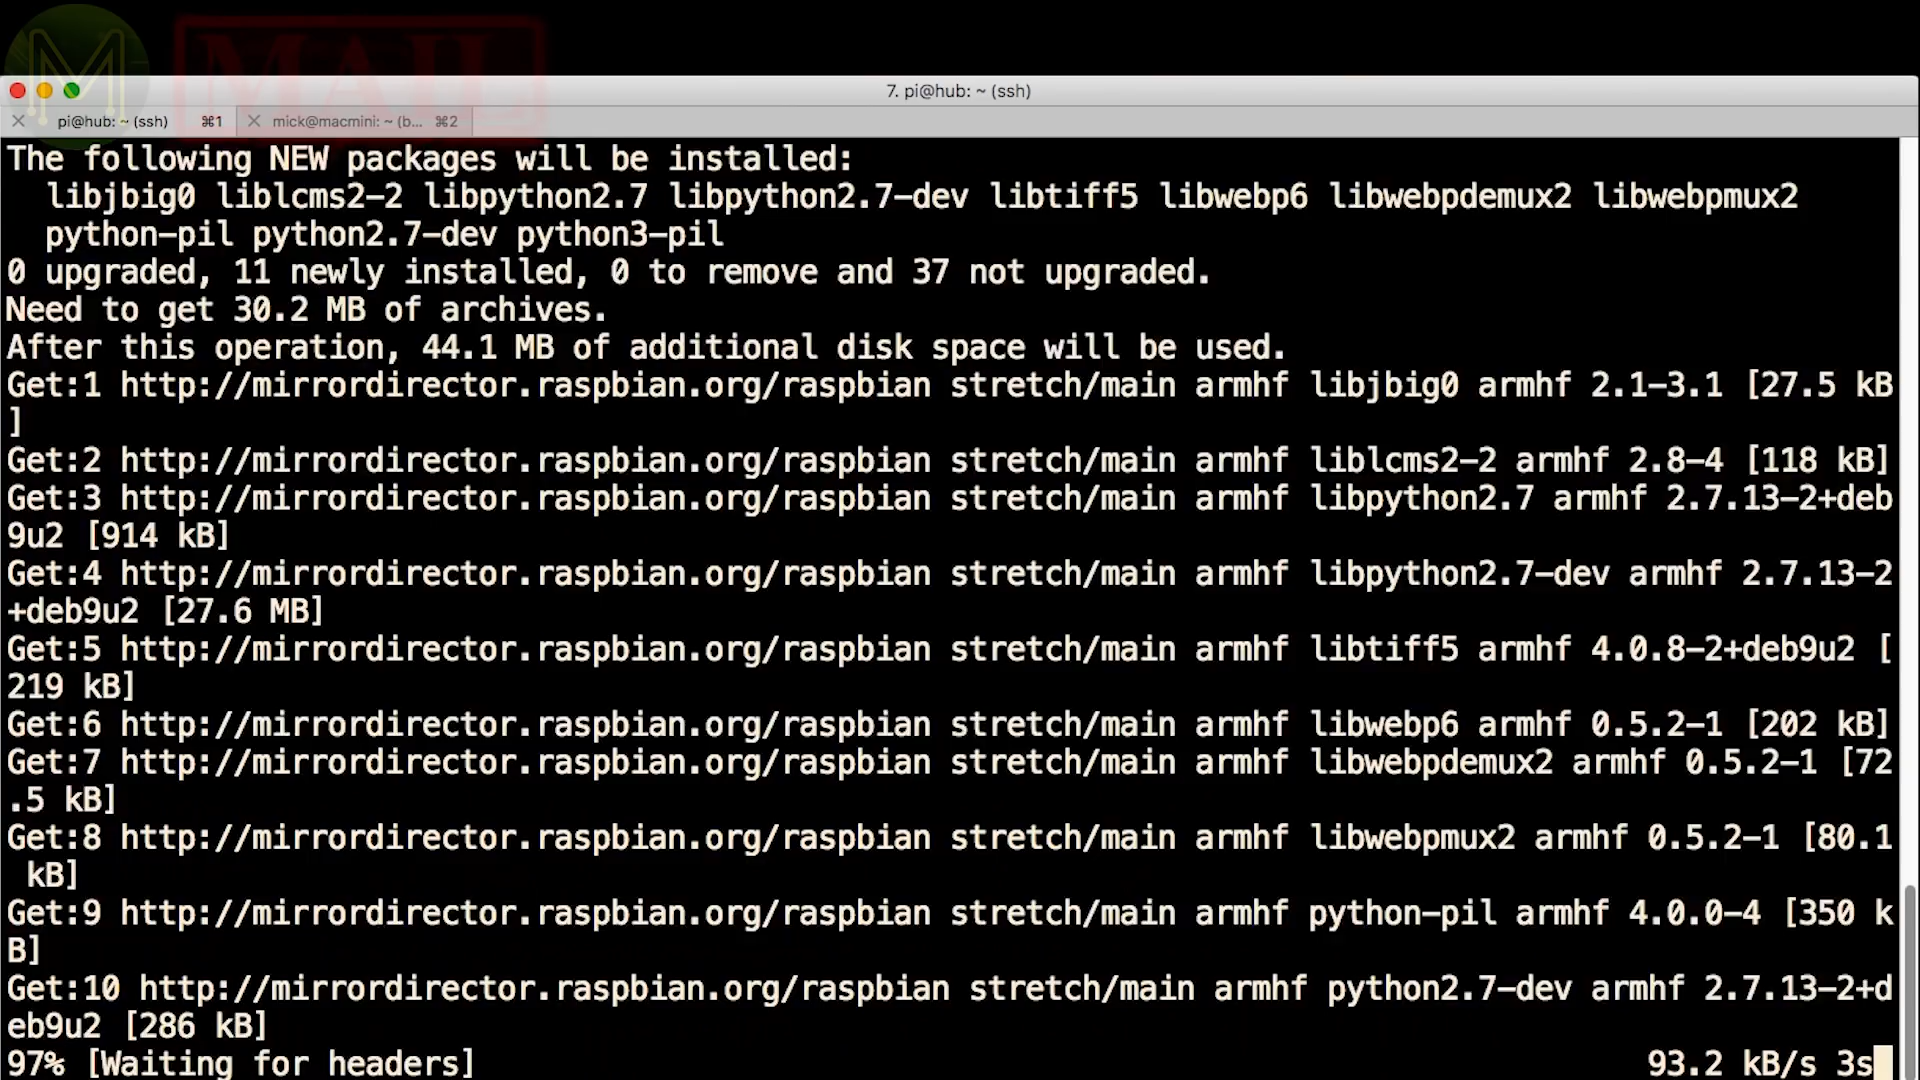 MAIL
7. pi@hub: ~ (ssh)
pi@hub: ~ (ssh) ⌘1 mick@macmini: ~ (b... ⌘2
The following NEW packages will be installed:
  libjbig0 liblcms2-2 libpython2.7 libpython2.7-dev libtiff5 libwebp6 libwebpdemux2 libwebpmux2
  python-pil python2.7-dev python3-pil
0 upgraded, 11 newly installed, 0 to remove and 37 not upgraded.
Need to get 30.2 MB of archives.
After this operation, 44.1 MB of additional disk space will be used.
Get:1 http://mirrordirector.raspbian.org/raspbian stretch/main armhf libjbig0 armhf 2.1-3.1 [27.5 kB
]
Get:2 http://mirrordirector.raspbian.org/raspbian stretch/main armhf liblcms2-2 armhf 2.8-4 [118 kB]
Get:3 http://mirrordirector.raspbian.org/raspbian stretch/main armhf libpython2.7 armhf 2.7.13-2+deb
9u2 [914 kB]
Get:4 http://mirrordirector.raspbian.org/raspbian stretch/main armhf libpython2.7-dev armhf 2.7.13-2
+deb9u2 [27.6 MB]
Get:5 http://mirrordirector.raspbian.org/raspbian stretch/main armhf libtiff5 armhf 4.0.8-2+deb9u2 [
219 kB]
Get:6 http://mirrordirector.raspbian.org/raspbian stretch/main armhf libwebp6 armhf 0.5.2-1 [202 kB]
Get:7 http://mirrordirector.raspbian.org/raspbian stretch/main armhf libwebpdemux2 armhf 0.5.2-1 [72
.5 kB]
Get:8 http://mirrordirector.raspbian.org/raspbian stretch/main armhf libwebpmux2 armhf 0.5.2-1 [80.1
 kB]
Get:9 http://mirrordirector.raspbian.org/raspbian stretch/main armhf python-pil armhf 4.0.0-4 [350 k
B]
Get:10 http://mirrordirector.raspbian.org/raspbian stretch/main armhf python2.7-dev armhf 2.7.13-2+d
eb9u2 [286 kB]
97% [Waiting for headers] 93.2 kB/s 3s